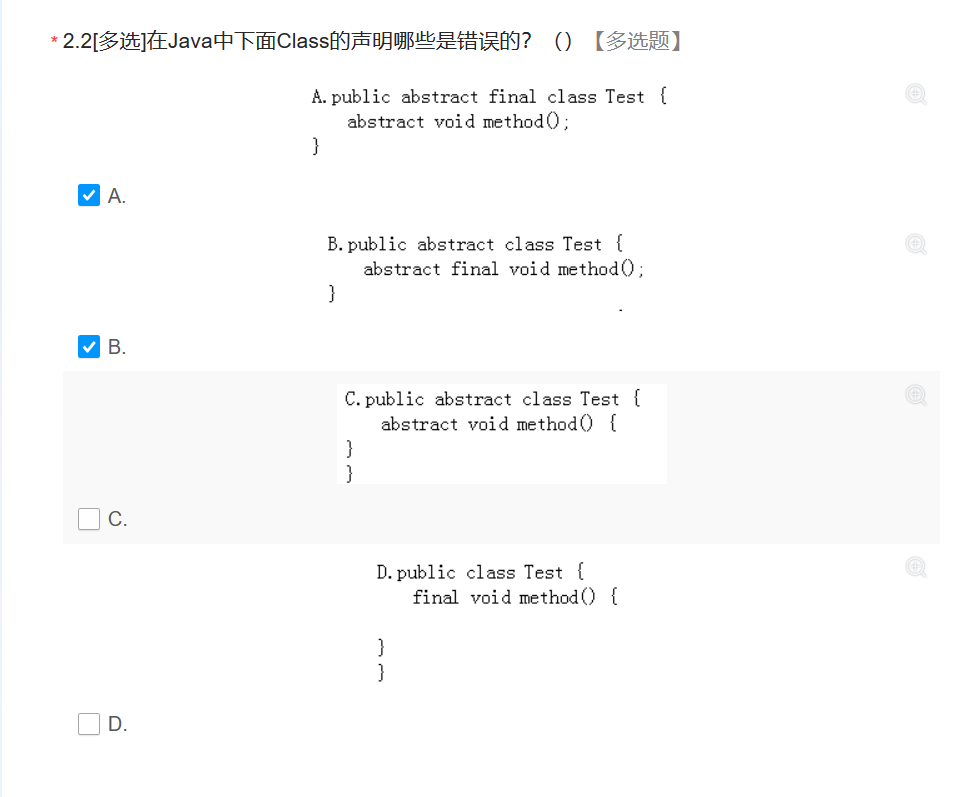 * 2.2[多选]在Java中下面Class的声明哪些是错误的？（）【多选题】
A.public abstract final class Test {
abstract void method();
}
A.
B.public abstract class Test {
abstract final void method();
}
B.
C.public abstract class Test {
abstract void method() {
}
}
C.
D.public class Test {
final void method() {
}
}
D.